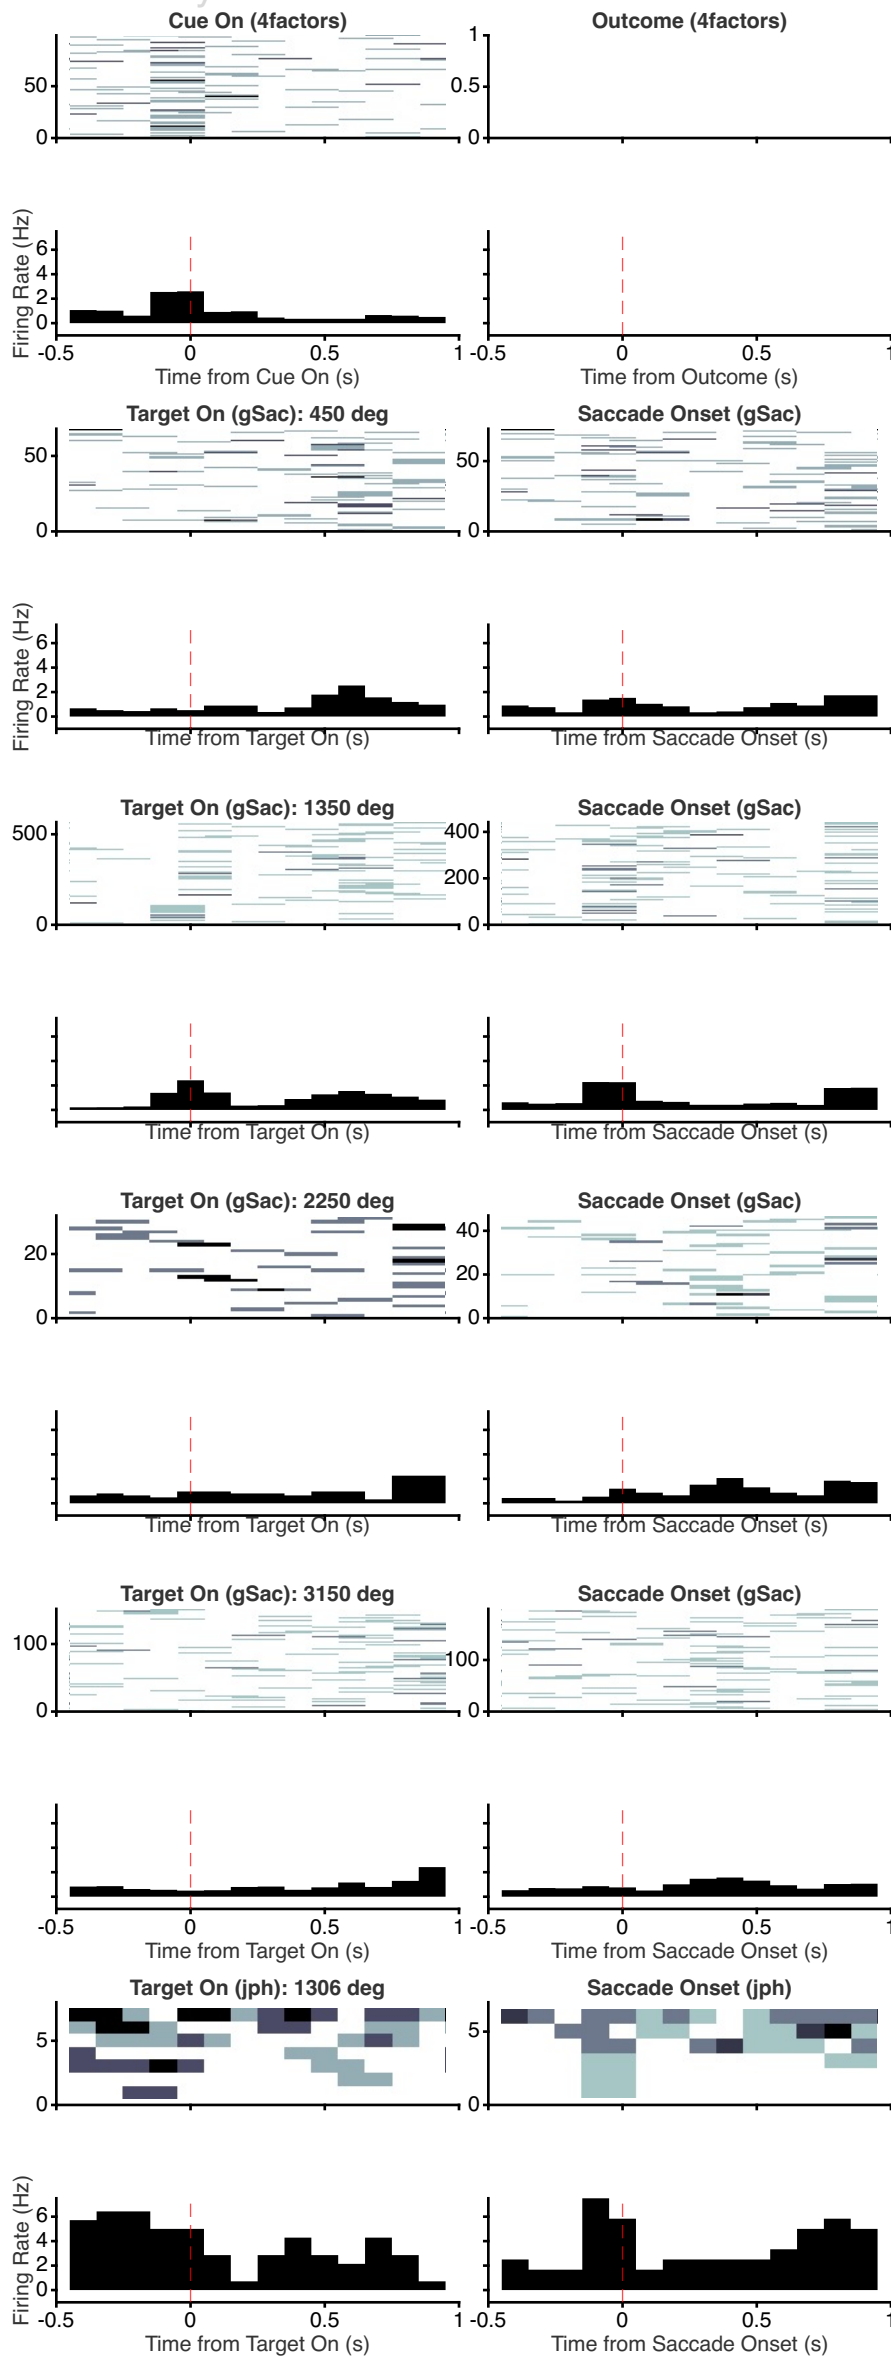 Cue On (4factors)
Outcome (4factors)
50
0
1
0.5
0
Firing Rate (Hz)
6
4
2
0
-0.5 0 0.5 1
Time from Cue On (s)
-0.5 0 0.5 1
Time from Outcome (s)
Target On (gSac): 450 deg
Saccade Onset (gSac)
50
0
50
0
Firing Rate (Hz)
6
4
2
0
Time from Target On (s)
Time from Saccade Onset (s)
Target On (gSac): 1350 deg
Saccade Onset (gSac)
500
0
400
200
0
Time from Target On (s)
Time from Saccade Onset (s)
Target On (gSac): 2250 deg
Saccade Onset (gSac)
20
0
40
20
0
Time from Target On (s)
Time from Saccade Onset (s)
Target On (gSac): 3150 deg
Saccade Onset (gSac)
100
0
100
0
-0.5 0 0.5 1
Time from Target On (s)
-0.5 0 0.5 1
Time from Saccade Onset (s)
Target On (jph): 1306 deg
Saccade Onset (jph)
5
0
5
0
Firing Rate (Hz)
6
4
2
0
-0.5 0 0.5 1
Time from Target On (s)
-0.5 0 0.5 1
Time from Saccade Onset (s)